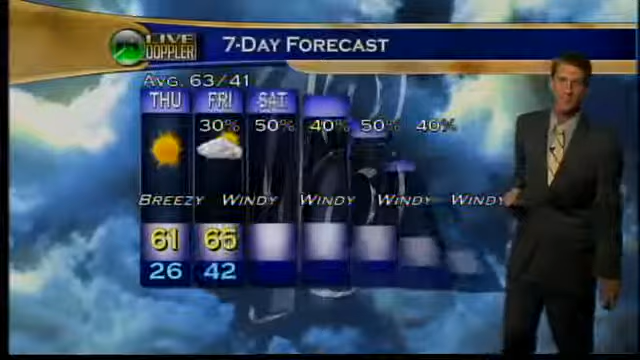 LIVE
DOPPLER
7-DAY FORECAST
AVG. 63/41
THU FRI SAT
30% 50% 40% 50% 40%
BREEZY WINDY WINDY WINDY WINDY
61 65
26 42